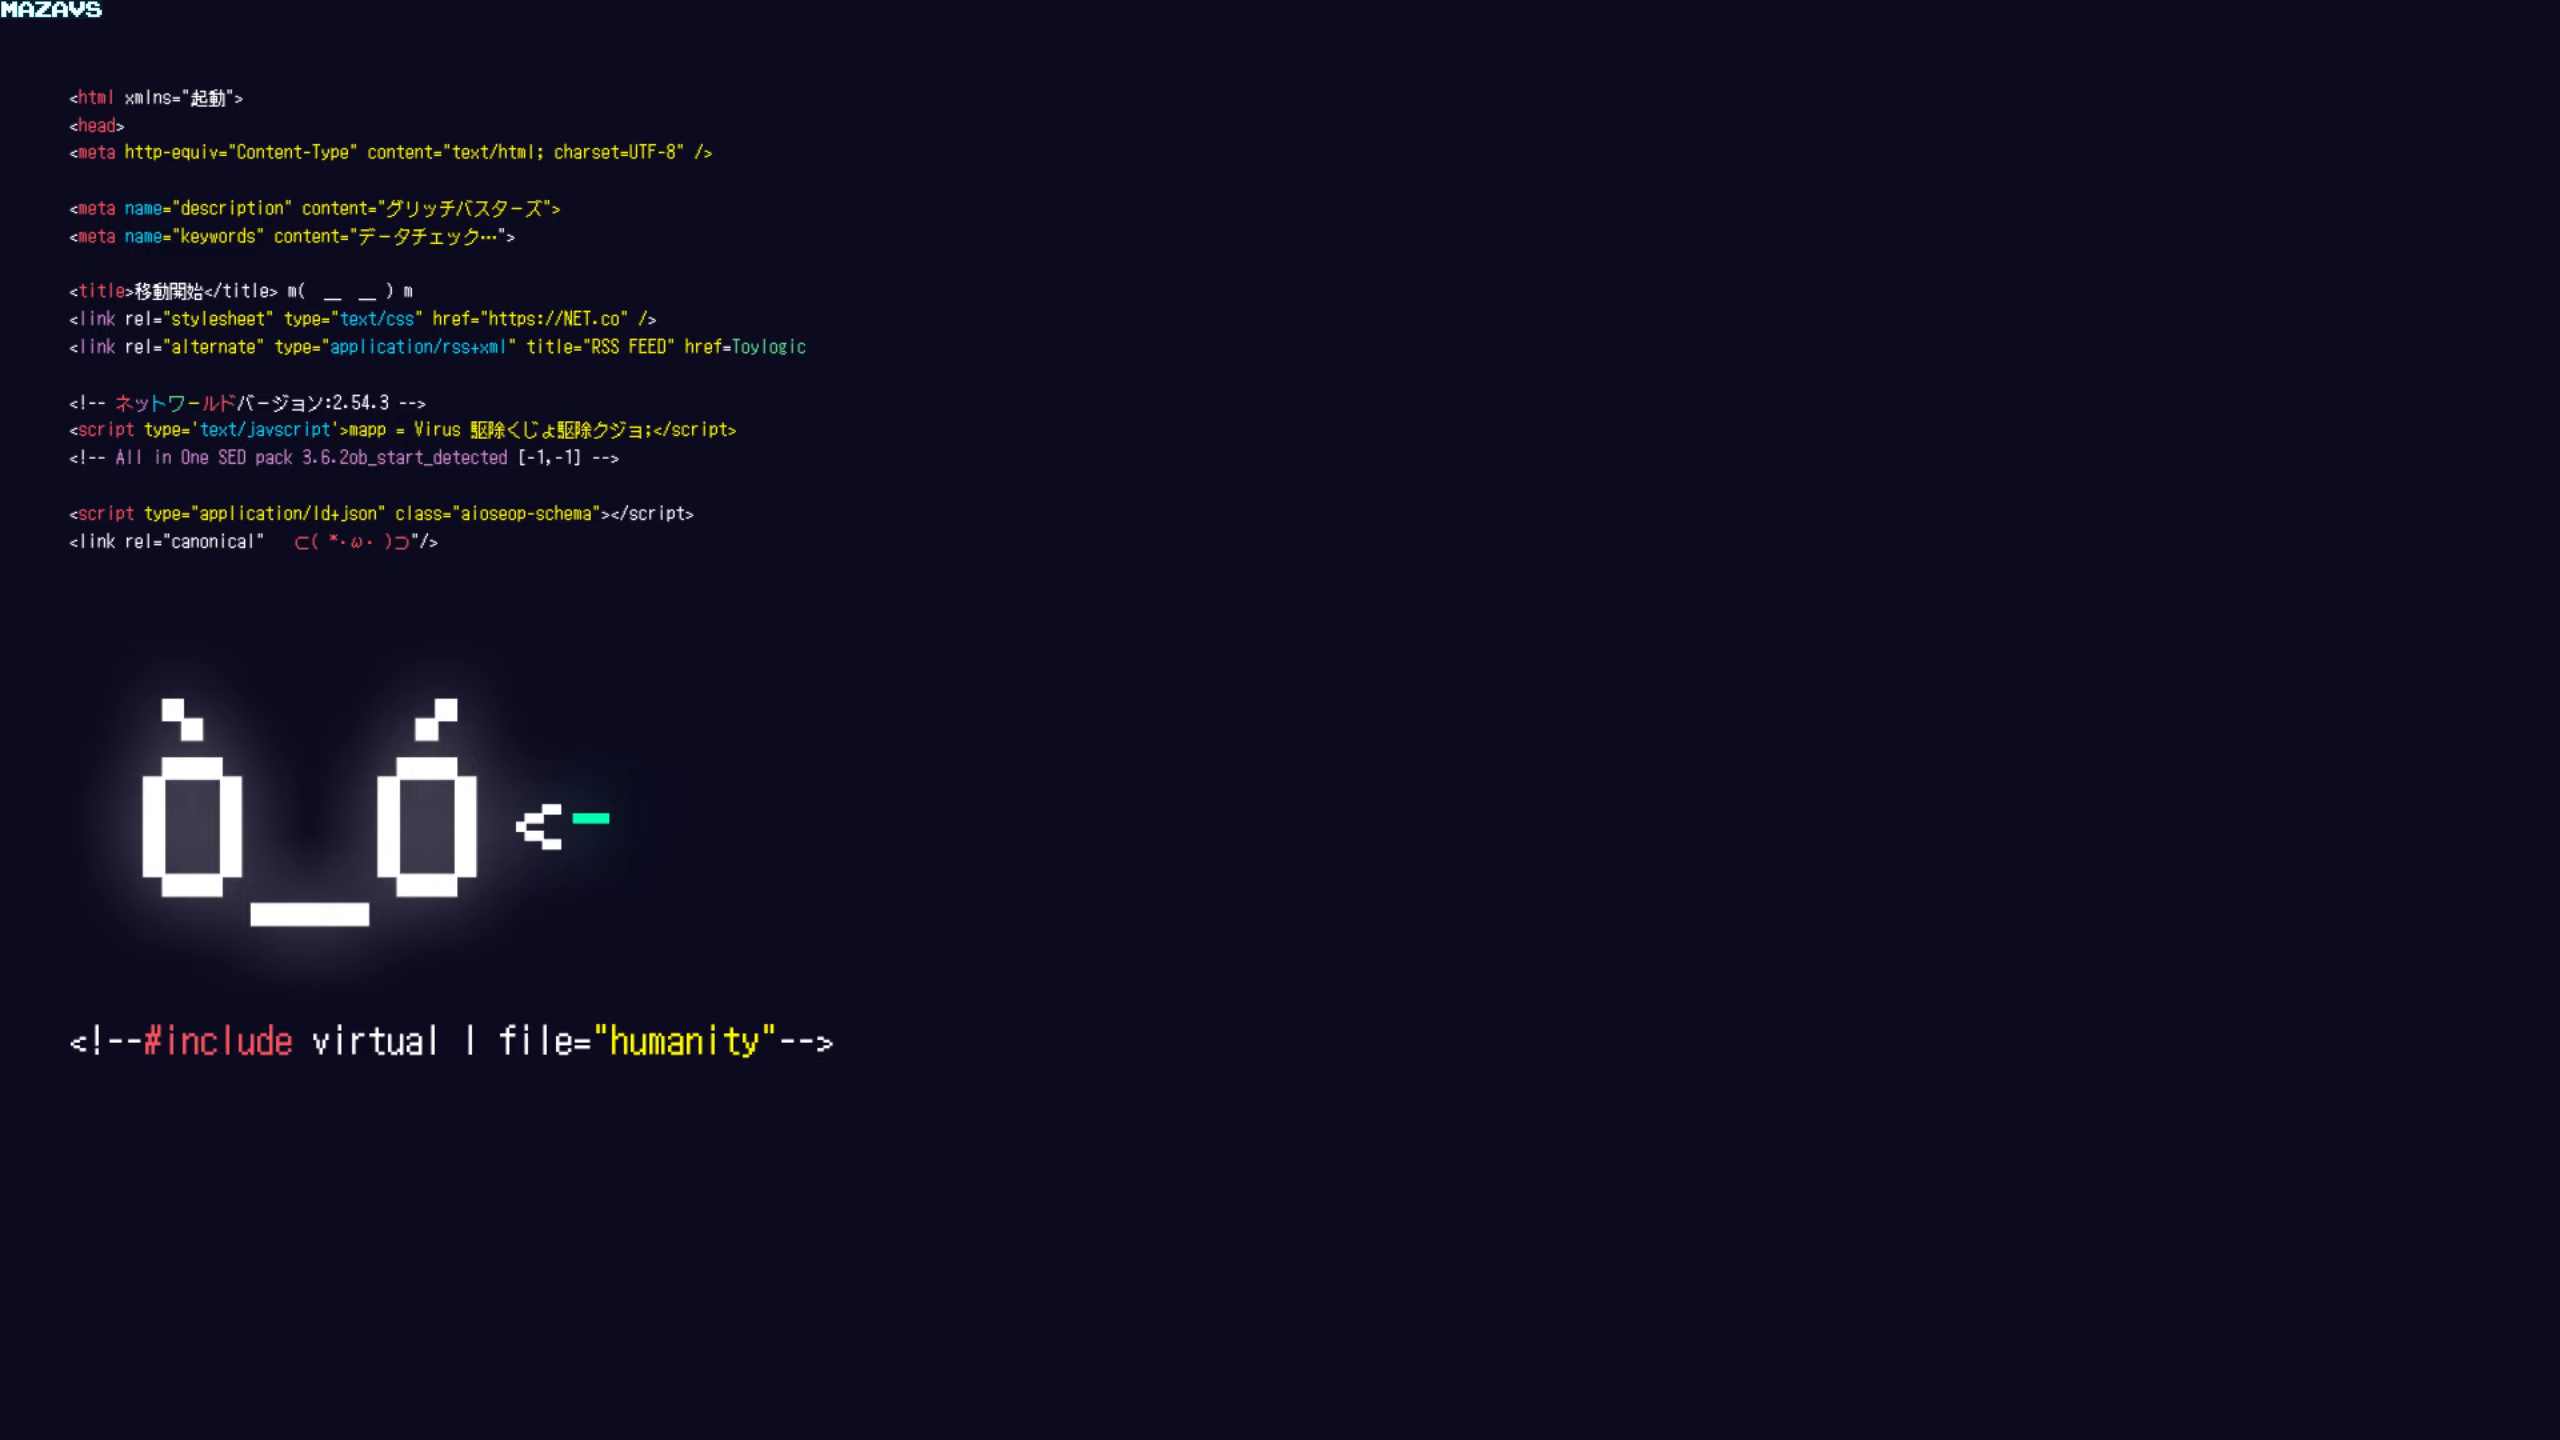 MAZAVS
<html xmlns="起動">
<head>
<meta http-equiv="Content-Type" content="text/html; charset=UTF-8" />
<meta name="description" content="グリッチバスターズ">
<meta name="keywords" content="データチェック…">
<title>移動開始</title> m(　__　__ ) m
<link rel="stylesheet" type="text/css" href="https://NET.co" />
<link rel="alternate" type="application/rss+xml" title="RSS FEED" href=Toylogic
<!-- ネットワールドバージョン:2.54.3 -->
<script type='text/javscript'>mapp = Virus 駆除くじょ駆除クジョ;</script>
<!-- All in One SED pack 3.6.2ob_start_detected [-1,-1] -->
<script type="application/ld+json" class="aioseop-schema"></script>
<link rel="canonical"　⊂( *･ω･ )⊃"/>
ò_ó <-
<!--#include virtual | file="humanity"-->